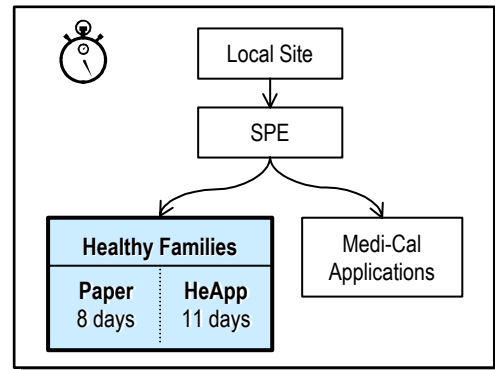 Local Site
SPE
Healthy Families
Paper HeApp
8 days 11 days
Medi-Cal
Applications